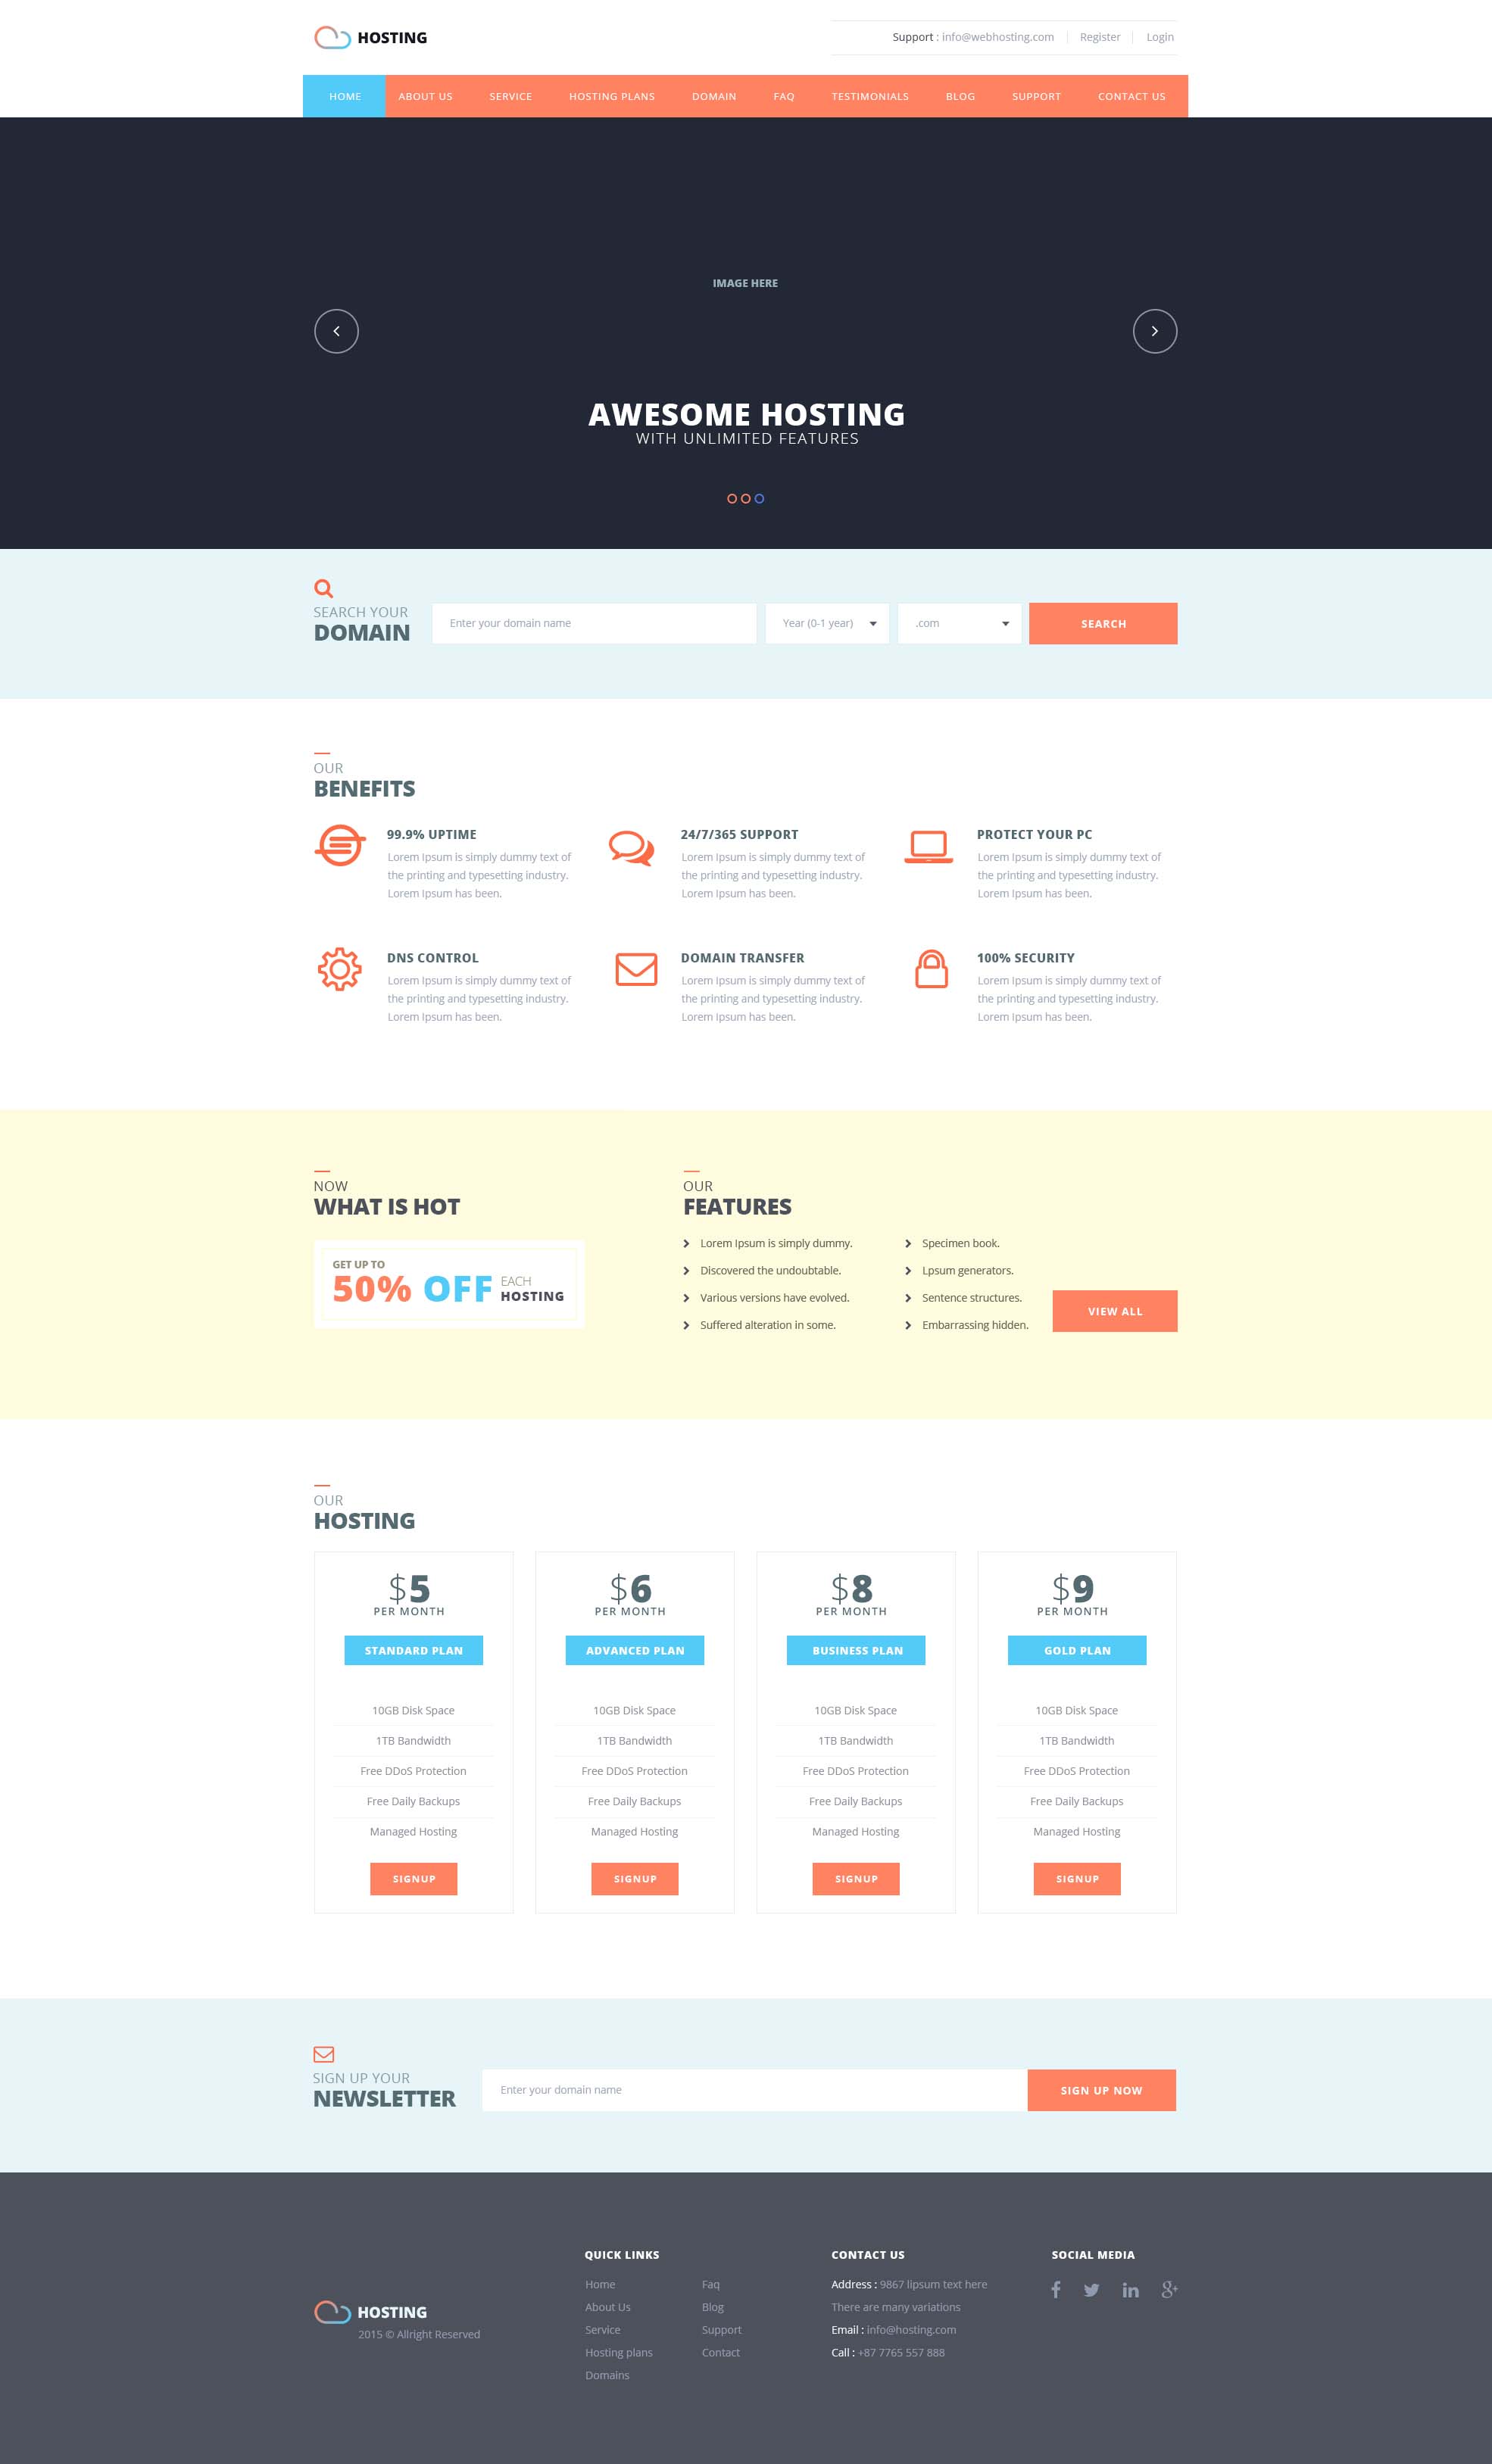 HOSTING
Support : info@webhosting.com
Register
Login
HOME
ABOUT US
SERVICE
HOSTING PLANS
DOMAIN
FAQ
TESTIMONIALS
BLOG
SUPPORT
CONTACT US
IMAGE HERE
AWESOME HOSTING
WITH UNLIMITED FEATURES
SEARCH YOUR
DOMAIN
Enter your domain name
Year (0-1 year)
.com
SEARCH
OUR
BENEFITS
99.9% UPTIME
Lorem Ipsum is simply dummy text of
the printing and typesetting industry.
Lorem Ipsum has been.
24/7/365 SUPPORT
Lorem Ipsum is simply dummy text of
the printing and typesetting industry.
Lorem Ipsum has been.
PROTECT YOUR PC
Lorem Ipsum is simply dummy text of
the printing and typesetting industry.
Lorem Ipsum has been.
DNS CONTROL
Lorem Ipsum is simply dummy text of
the printing and typesetting industry.
Lorem Ipsum has been.
DOMAIN TRANSFER
Lorem Ipsum is simply dummy text of
the printing and typesetting industry.
Lorem Ipsum has been.
100% SECURITY
Lorem Ipsum is simply dummy text of
the printing and typesetting industry.
Lorem Ipsum has been.
NOW
WHAT IS HOT
GET UP TO
50% OFF
EACH
HOSTING
OUR
FEATURES
Lorem Ipsum is simply dummy.
Discovered the undoubtable.
Various versions have evolved.
Suffered alteration in some.
Specimen book.
Lpsum generators.
Sentence structures.
Embarrassing hidden.
VIEW ALL
OUR
HOSTING
$5
PER MONTH
STANDARD PLAN
10GB Disk Space
1TB Bandwidth
Free DDoS Protection
Free Daily Backups
Managed Hosting
SIGNUP
$6
PER MONTH
ADVANCED PLAN
10GB Disk Space
1TB Bandwidth
Free DDoS Protection
Free Daily Backups
Managed Hosting
SIGNUP
$8
PER MONTH
BUSINESS PLAN
10GB Disk Space
1TB Bandwidth
Free DDoS Protection
Free Daily Backups
Managed Hosting
SIGNUP
$9
PER MONTH
GOLD PLAN
10GB Disk Space
1TB Bandwidth
Free DDoS Protection
Free Daily Backups
Managed Hosting
SIGNUP
SIGN UP YOUR
NEWSLETTER
Enter your domain name
SIGN UP NOW
HOSTING
2015 © Allright Reserved
QUICK LINKS
Home
About Us
Service
Hosting plans
Domains
Faq
Blog
Support
Contact
CONTACT US
Address : 9867 lipsum text here
There are many variations
Email : info@hosting.com
Call : +87 7765 557 888
SOCIAL MEDIA